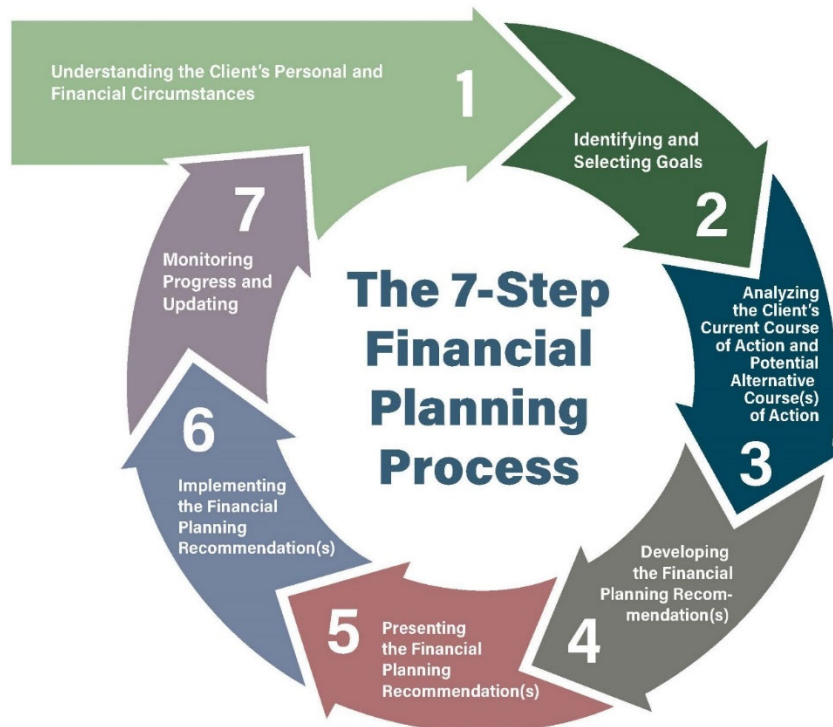 Understanding the Client's Personal and
Financial Circumstances
1
Identifying and
Selecting Goals
2
Analyzing
the Client's
Current Course
of Action and
Potential
Alternative
Course(s)
of Action
3
Developing
the Financial
Planning Recom-
mendation(s)
4
5
Presenting
the Financial
Planning
Recommendation(s)
6
Implementing
the Financial
Planning
Recommendation(s)
7
Monitoring
Progress and
Updating
The 7-Step
Financial
Planning
Process